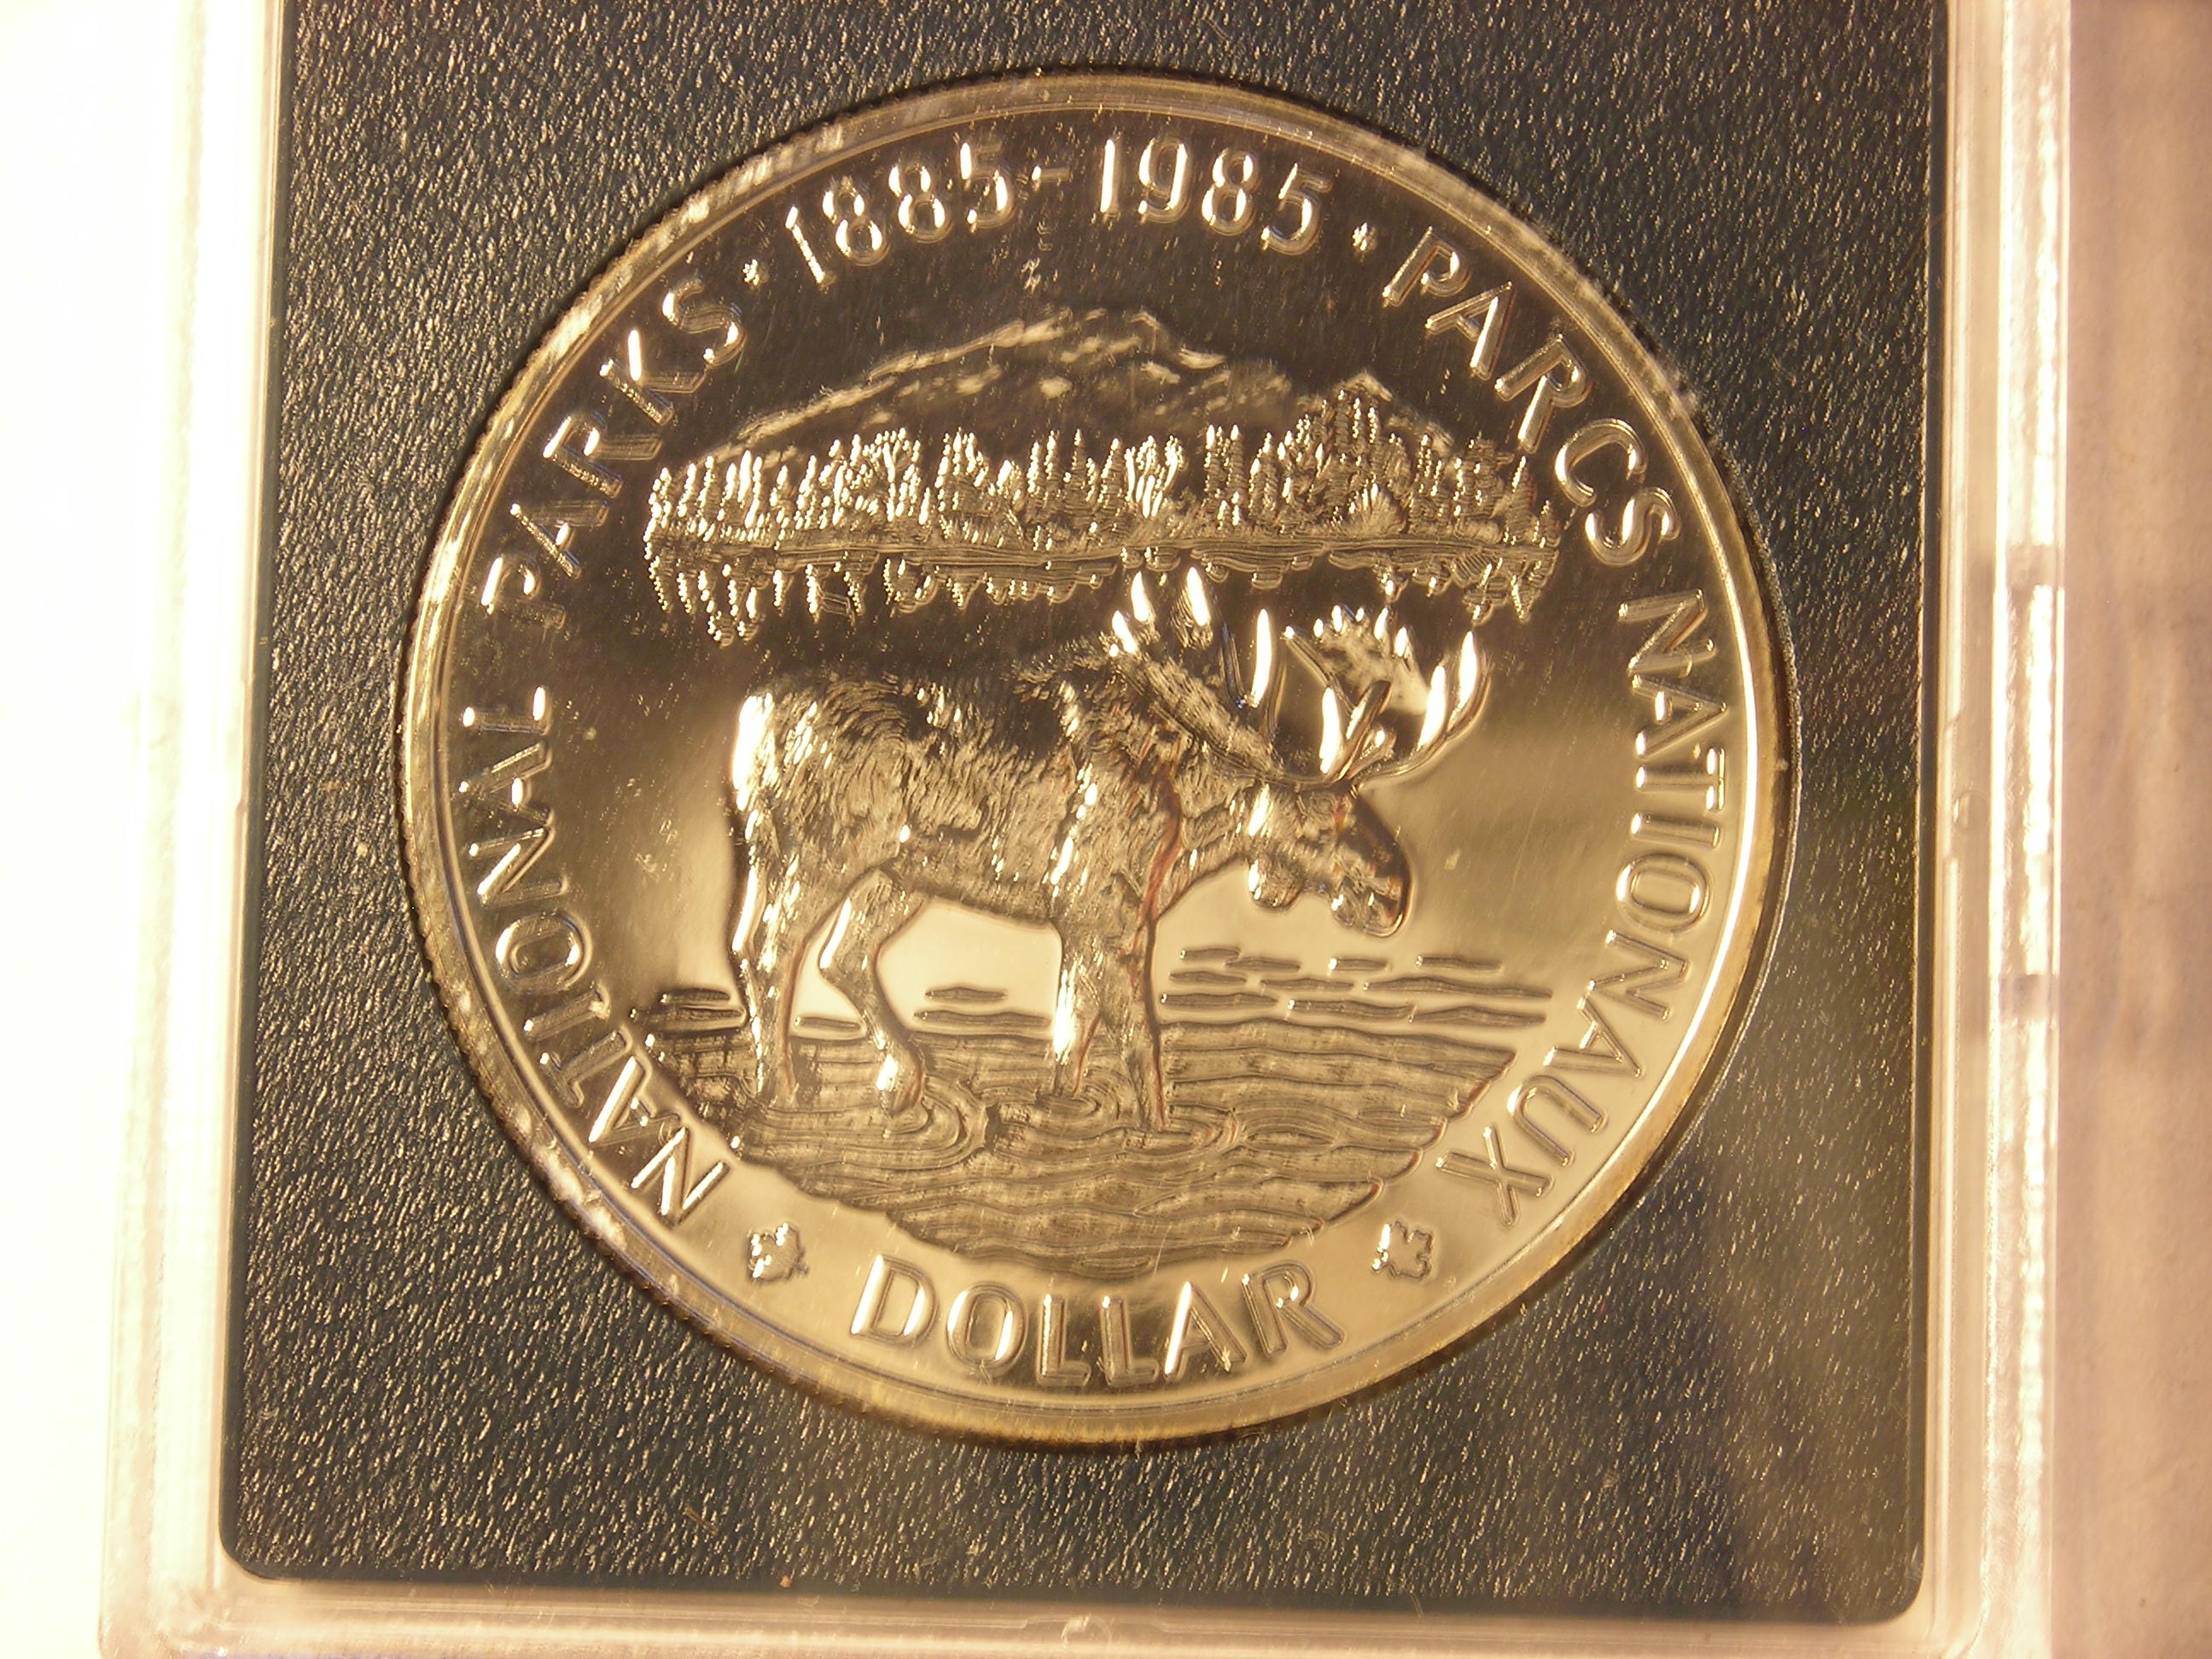 NATIONAL PARKS · 1885-1985 · PARCS NATIONAUX
DOLLAR